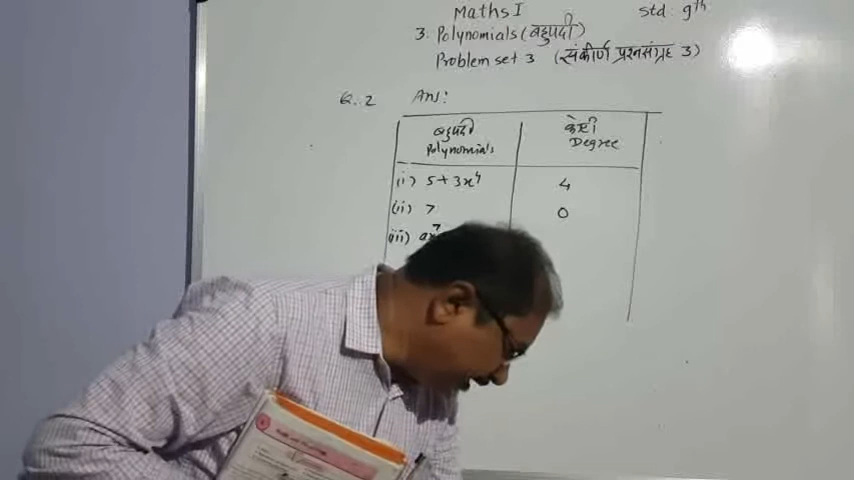 Maths I
std. 9th
3. Polynomials (बहुपदी)
Problem set 3 (संकीर्ण प्रश्नसंग्रह 3)
Q. 2 Ans:
बहुपदी कोटी
Polynomials Degree
(i) 5 + 3x⁴ 4
(ii) 7 0
(iii) ax⁷